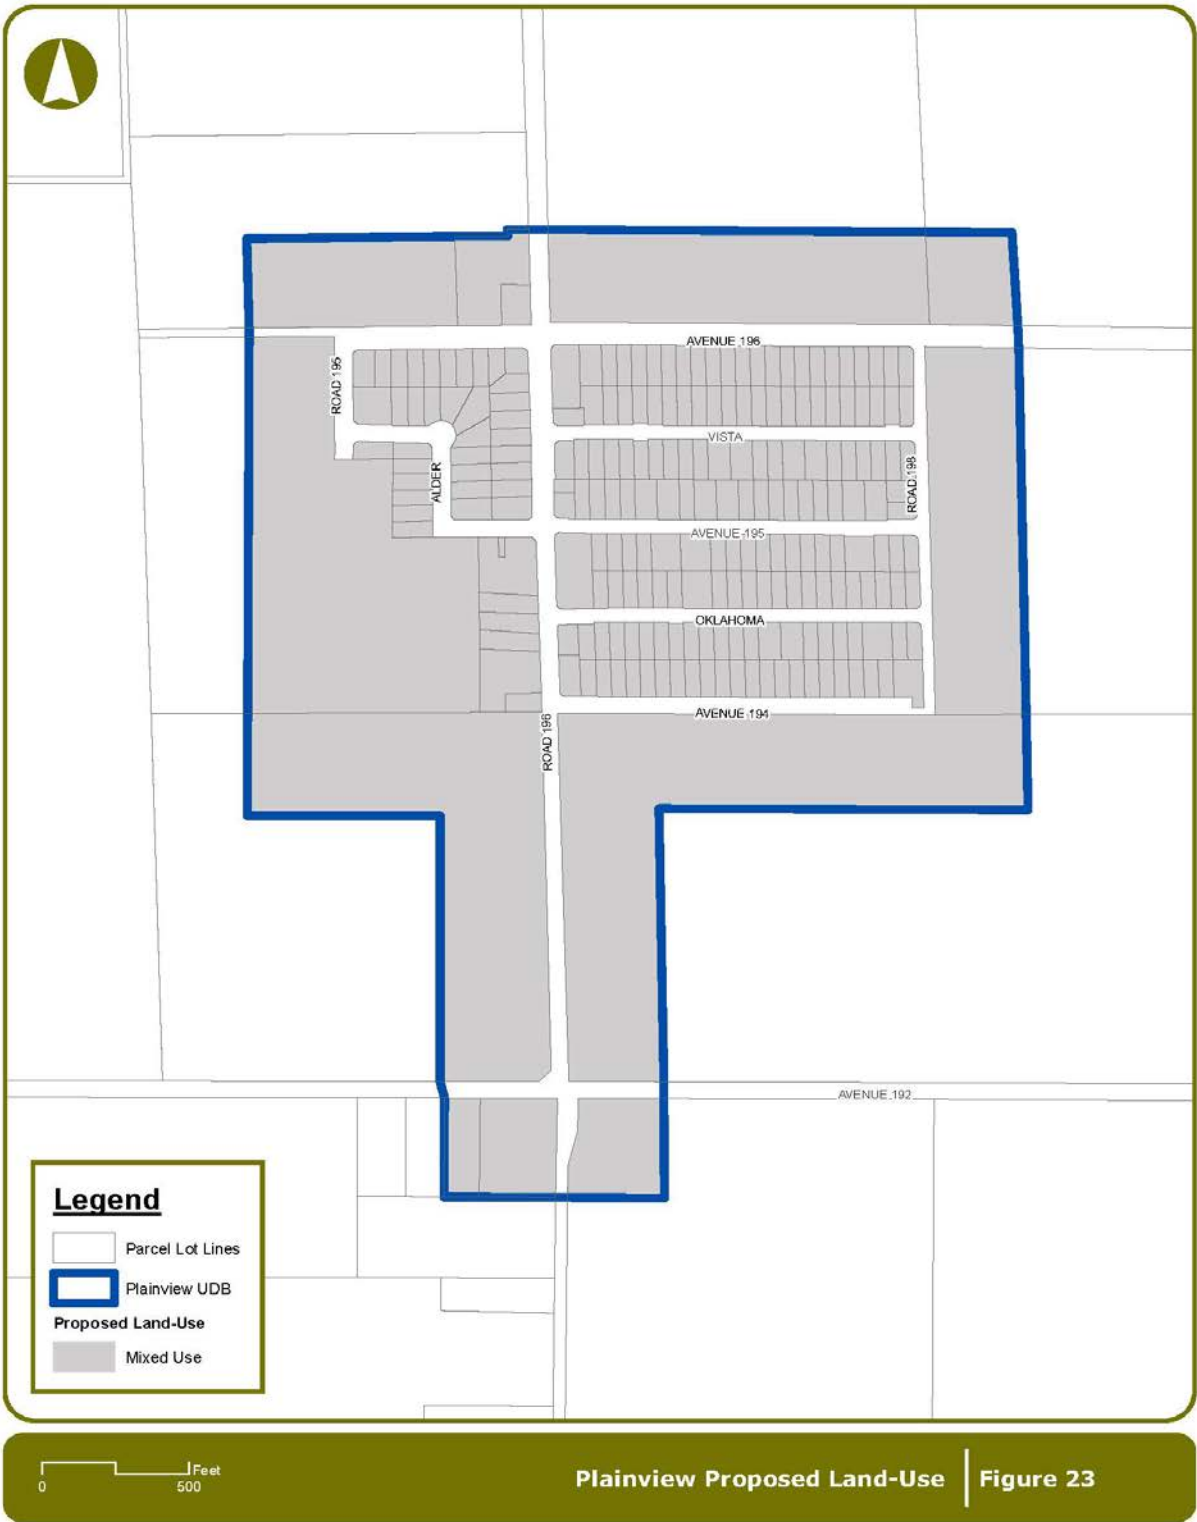 AVENUE 196
ROAD 195
VISTA
ALDER
ROAD 198
AVENUE 195
OKLAHOMA
AVENUE 194
ROAD 196
AVENUE 192
Legend
Parcel Lot Lines
Plainview UDB
Proposed Land-Use
Mixed Use
Feet
0 500
Plainview Proposed Land-Use Figure 23